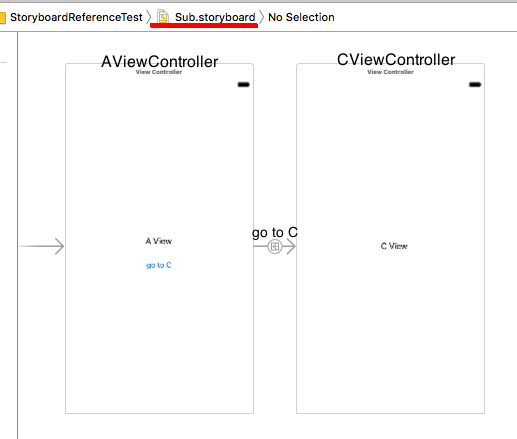 StoryboardReferenceTest Sub.storyboard No Selection
AViewController
View Controller
CViewController
View Controller
go to C
A View
go to C
C View